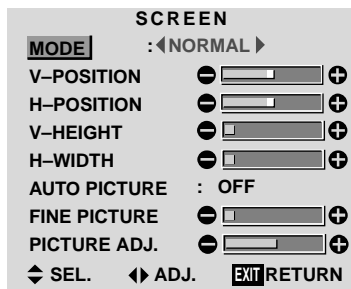 SCREEN
MODE : NORMAL
V–POSITION
H–POSITION
V–HEIGHT
H–WIDTH
AUTO PICTURE : OFF
FINE PICTURE
PICTURE ADJ.
SEL. ADJ. EXIT RETURN